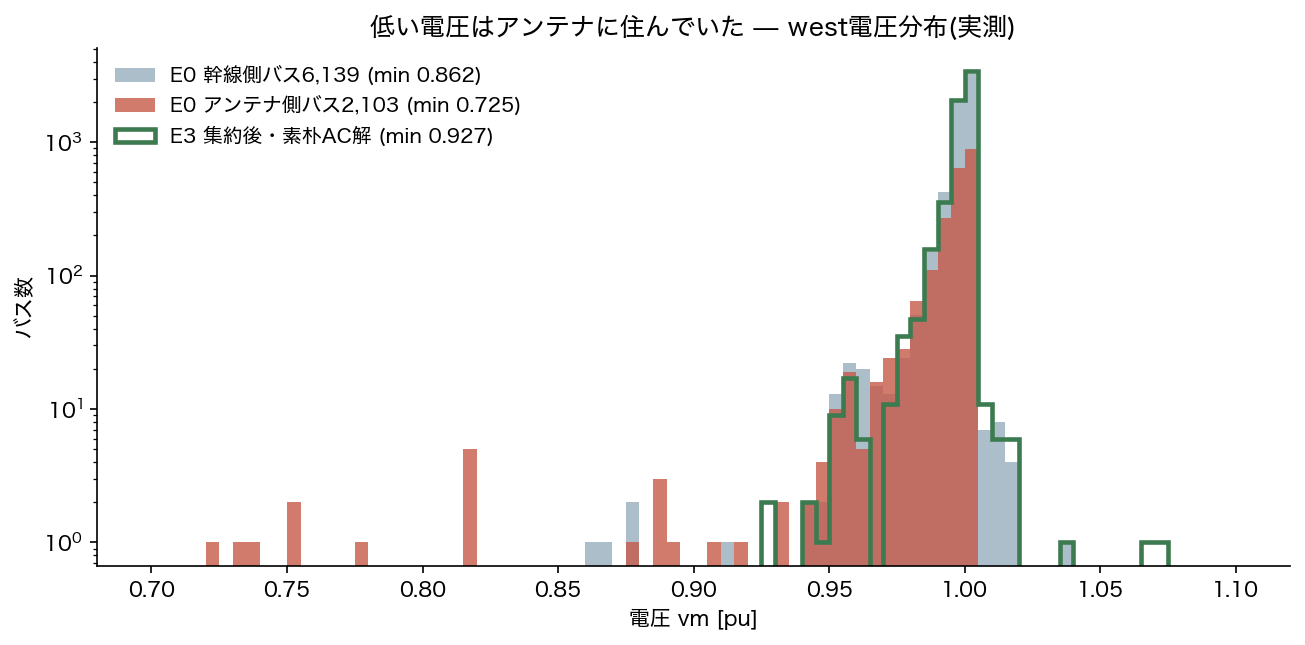 低い電圧はアンテナに住んでいた — west電圧分布(実測)
E0 幹線側バス6,139 (min 0.862)
E0 アンテナ側バス2,103 (min 0.725)
E3 集約後・素朴AC解 (min 0.927)
バス数
10³
10²
10¹
10⁰
0.70 0.75 0.80 0.85 0.90 0.95 1.00 1.05 1.10
電圧 vm [pu]